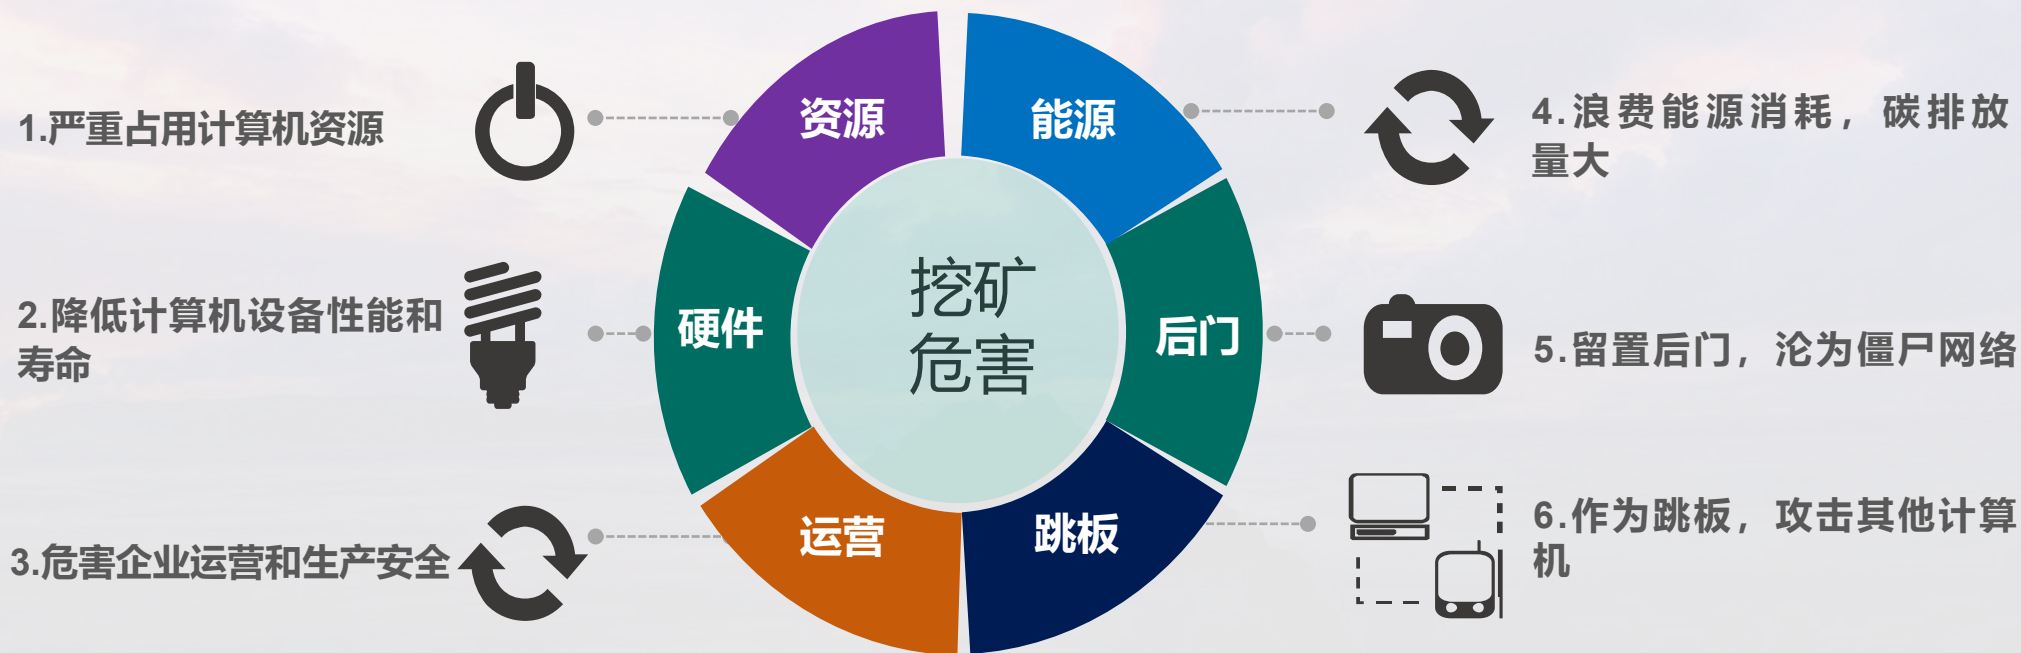 1.严重占用计算机资源
2.降低计算机设备性能和
寿命
3.危害企业运营和生产安全
资源
硬件
运营
挖矿
危害
能源
后门
跳板
4.浪费能源消耗，碳排放
量大
5.留置后门，沦为僵尸网络
6.作为跳板，攻击其他计算
机